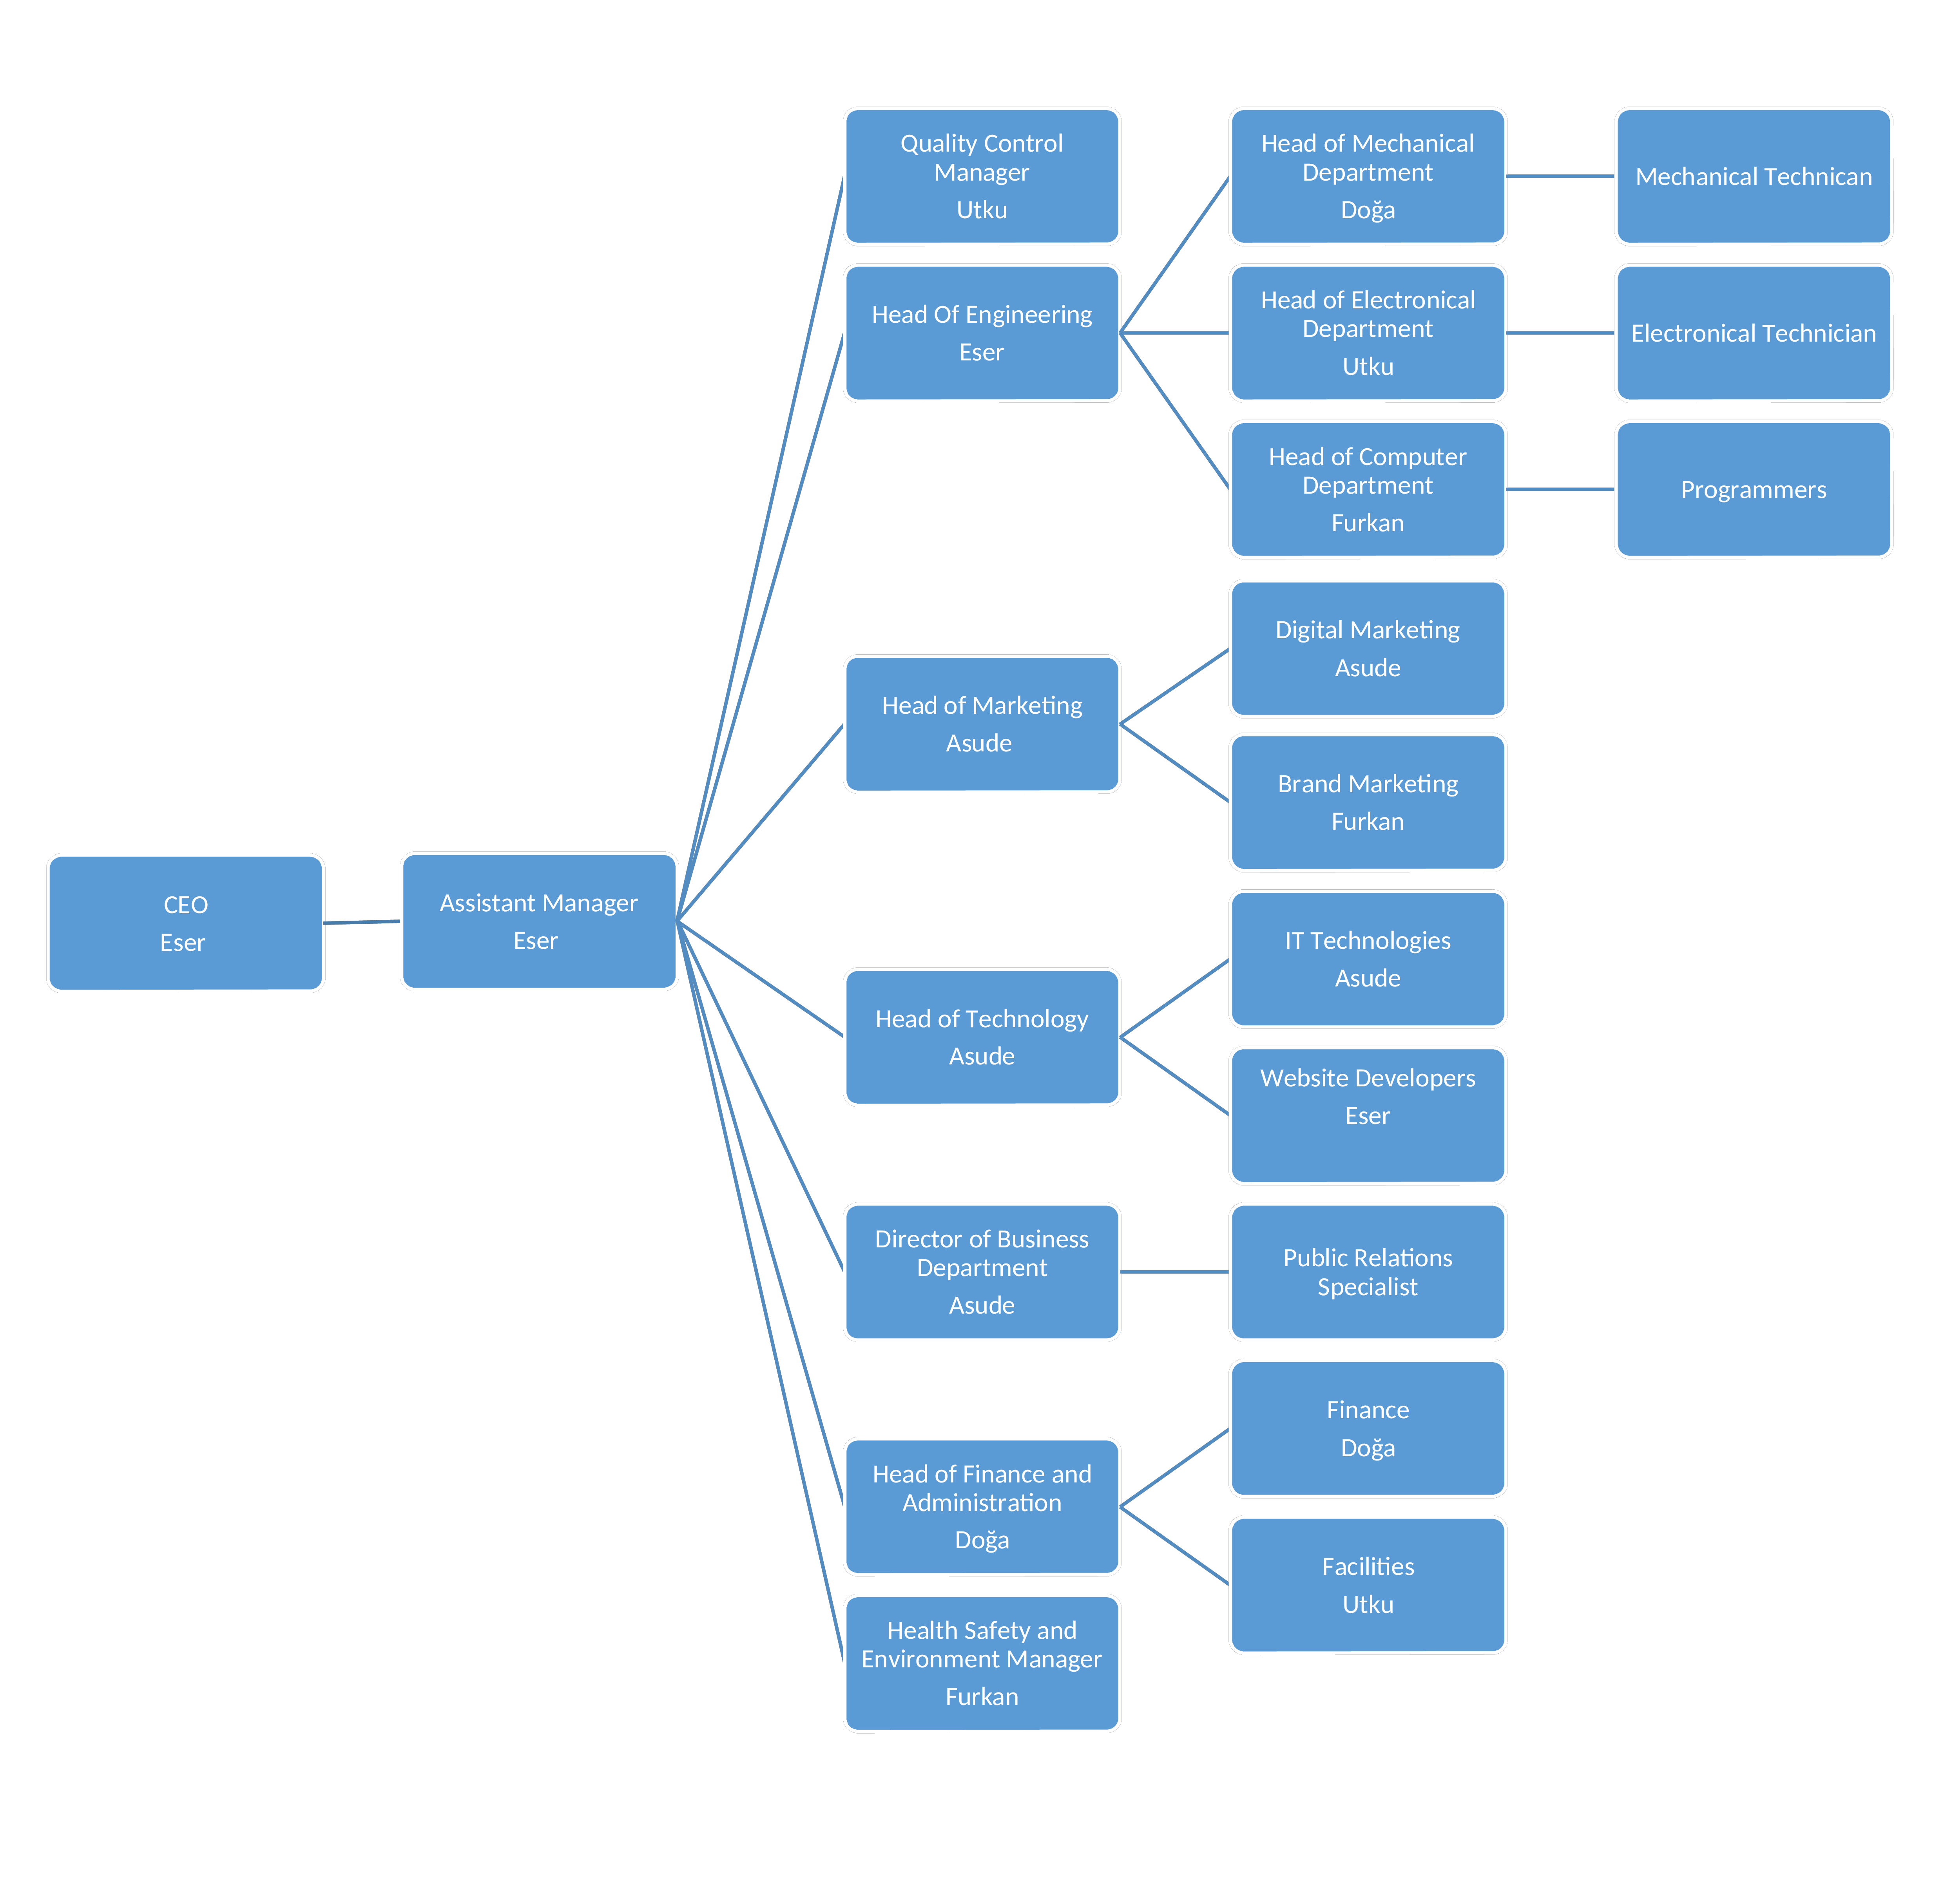 CEO
Eser
Assistant Manager
Eser
Quality Control
Manager
Utku
Head Of Engineering
Eser
Head of Mechanical
Department
Doğa
Mechanical Technican
Head of Electronical
Department
Utku
Electronical Technician
Head of Computer
Department
Furkan
Programmers
Head of Marketing
Asude
Digital Marketing
Asude
Brand Marketing
Furkan
Head of Technology
Asude
IT Technologies
Asude
Website Developers
Eser
Director of Business
Department
Asude
Public Relations
Specialist
Head of Finance and
Administration
Doğa
Finance
Doğa
Facilities
Utku
Health Safety and
Environment Manager
Furkan